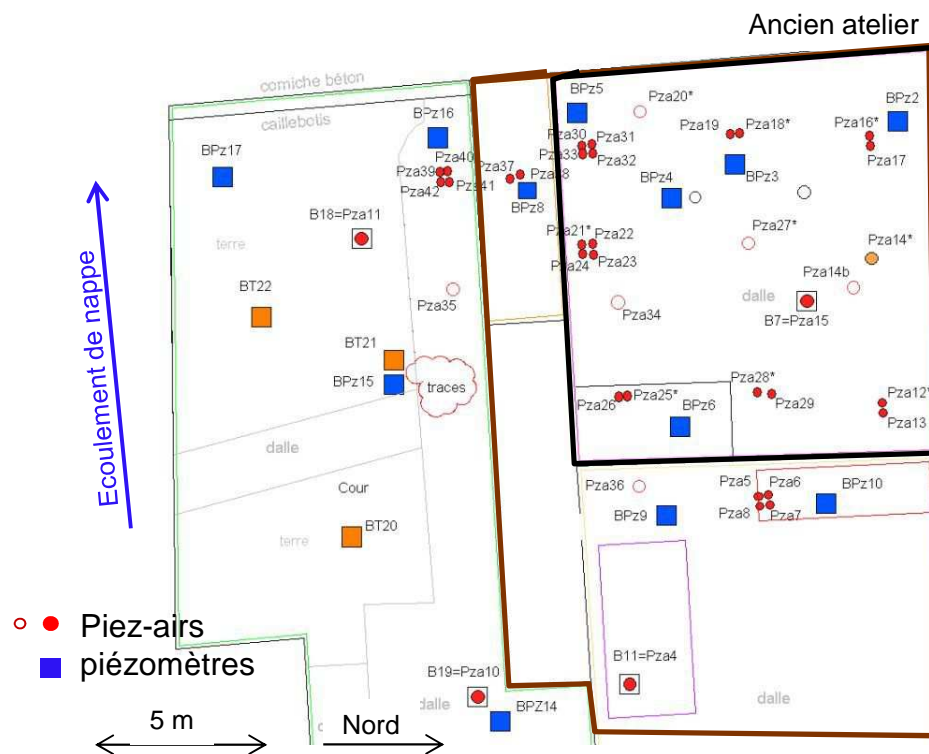 Ancien atelier
corniche béton
caillebotis
BPz16
BPz17
BPz5
Pza20*
BPz2
Pza19
Pza18*
Pza16*
Pza17
Pza30
Pza31
Pza33
Pza32
Pza40
Pza39
Pza41
Pza42
Pza37
BPz8
BPz4
BPz3
B18=Pza11
terre
Pza21*
Pza22
Pza24
Pza23
Pza27*
Pza14*
Pza14b
dalle
B7=Pza15
BT22
Pza35
Pza34
BT21
BPz15
traces
Pza28*
Pza29
Pza12*
Pza13
Pza26
Pza25*
BPz6
Ecoulement de nappe
dalle
Cour
BT20
terre
Pza36
BPz9
Pza5
Pza6
Pza8
Pza7
BPz10
Piez-airs
piézomètres
B19=Pza10
dalle
BPZ14
B11=Pza4
dalle
5 m
Nord